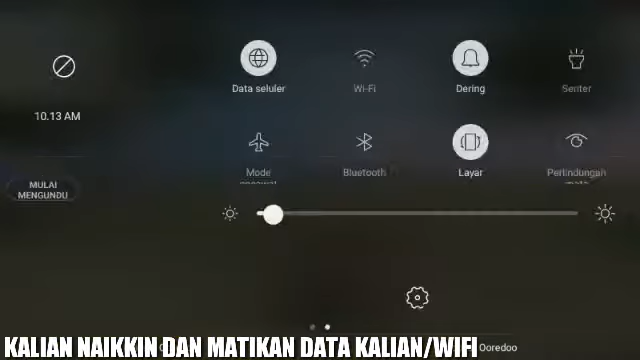 Data seluler
Wi-Fi
Dering
Senter
10.13 AM
Mode
Bluetooth
Layar
Perlindungan
MULAI
MENGUNDU
KALIAN NAIKKIN DAN MATIKAN DATA KALIAN/WIFI
Ooredoo